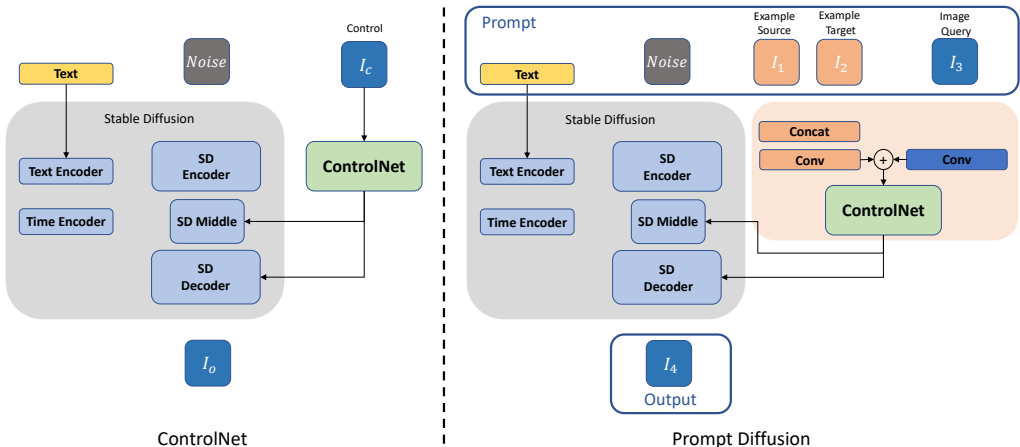 Control
I_c
Noise
Text
Stable Diffusion
SD
Encoder
ControlNet
Text Encoder
Time Encoder
SD Middle
SD
Decoder
I_o
ControlNet
Prompt
Example
Source
Example
Target
Image
Query
Text
Noise
I_1
I_2
I_3
Stable Diffusion
Concat
Conv
+
Conv
SD
Encoder
Text Encoder
ControlNet
Time Encoder
SD Middle
SD
Decoder
I_4
Output
Prompt Diffusion